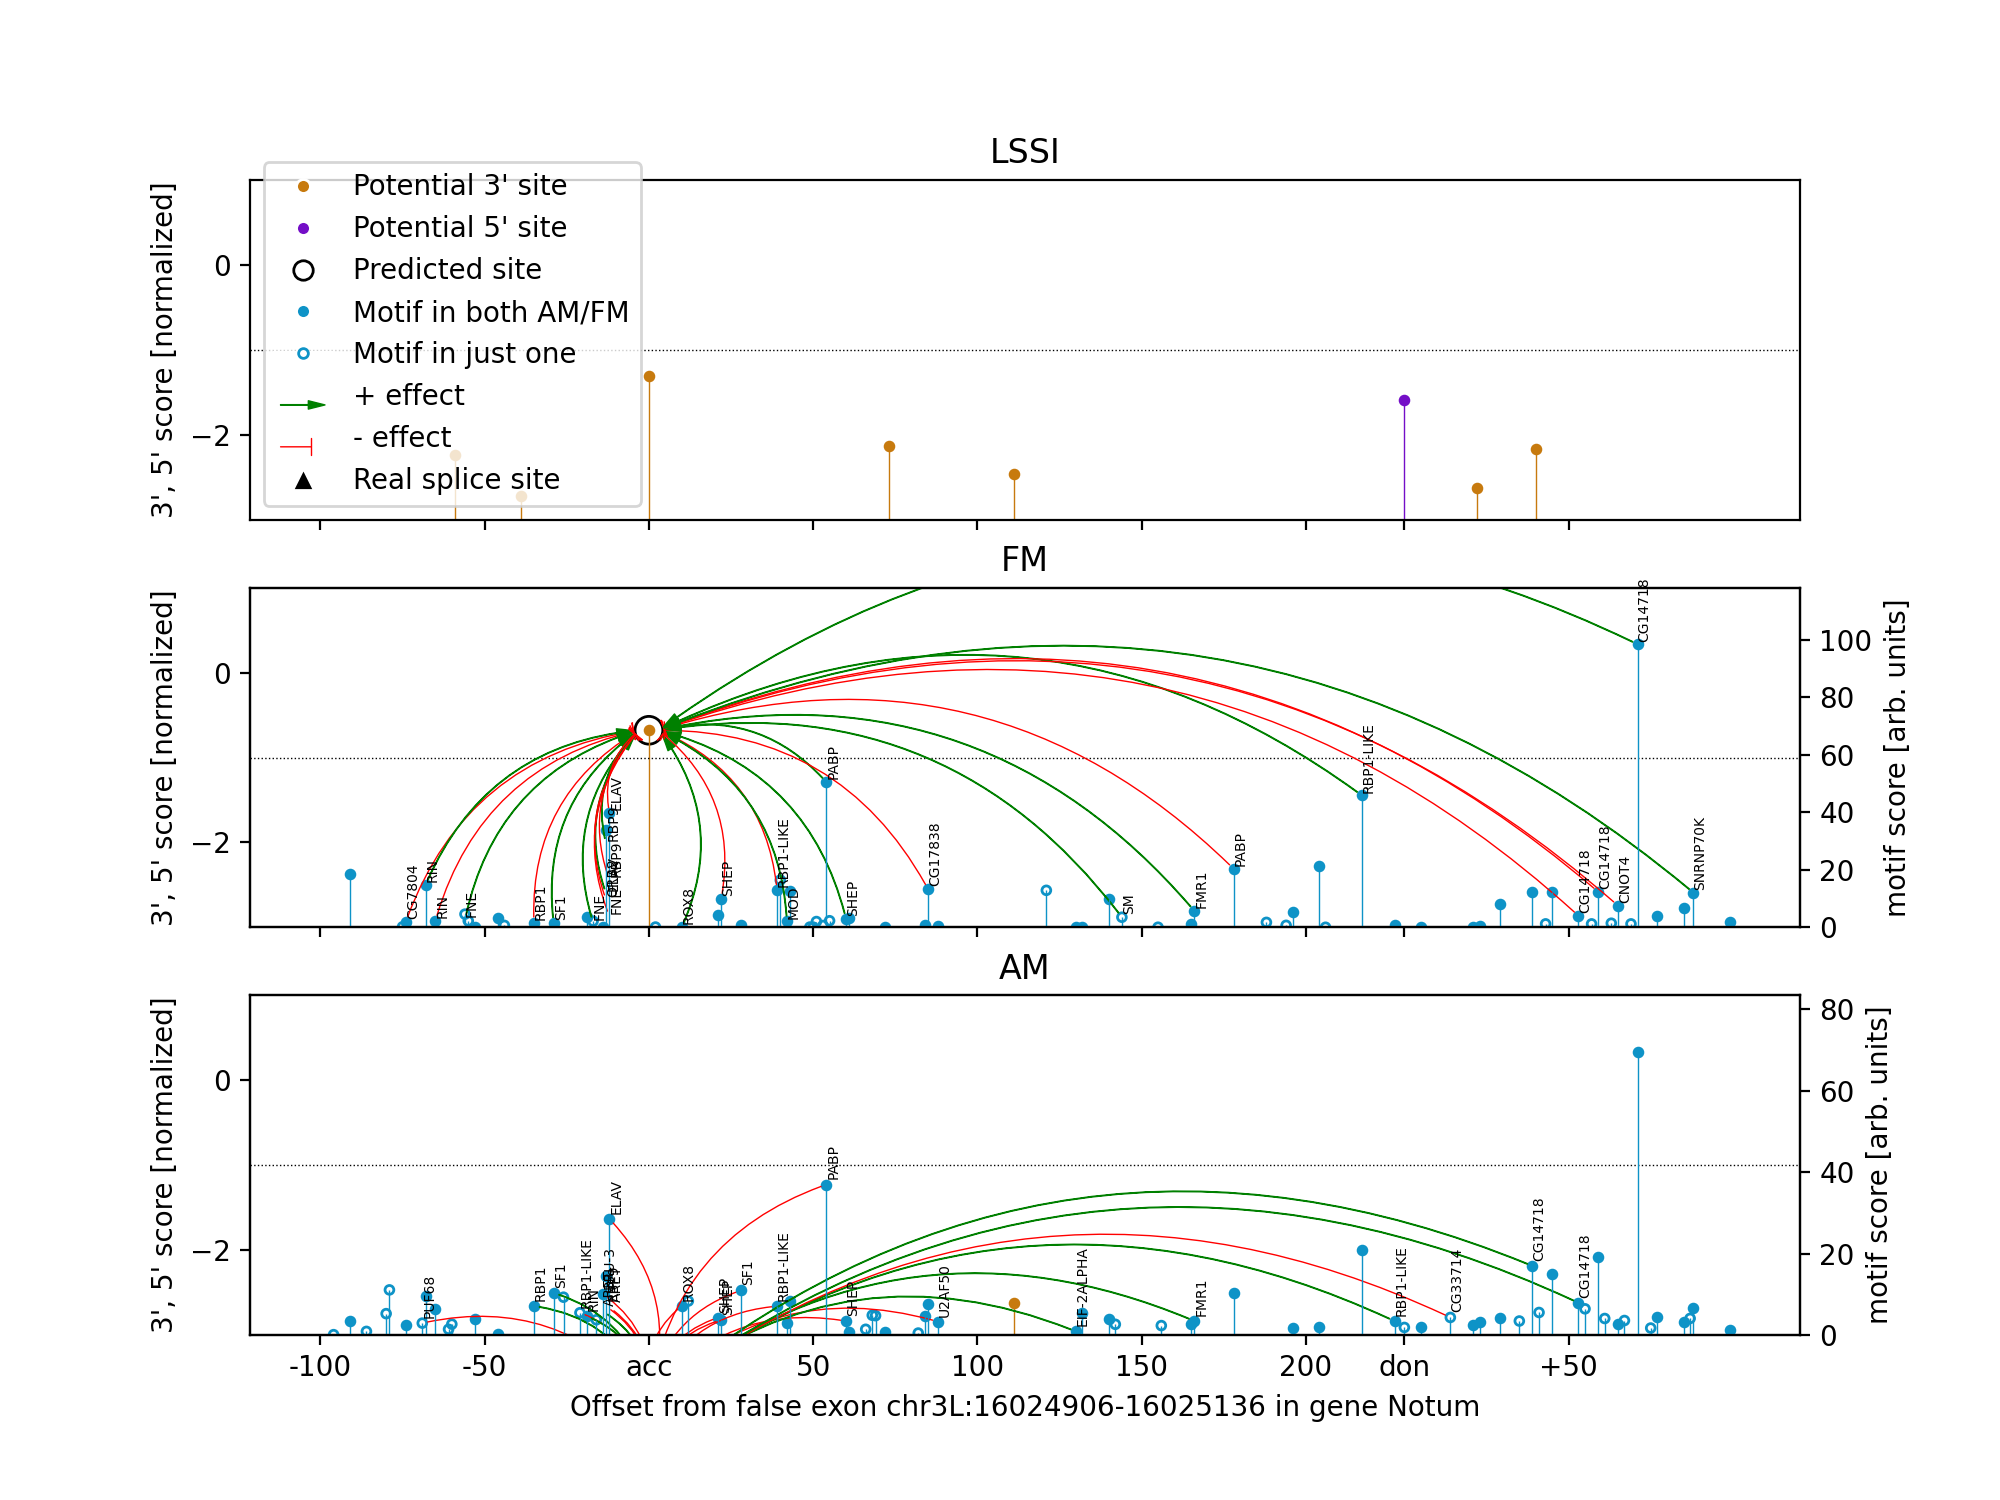 LSSI
3', 5' score [normalized]
0
−2
Potential 3' site
Potential 5' site
Predicted site
Motif in both AM/FM
Motif in just one
+ effect
- effect
Real splice site
FM
3', 5' score [normalized]
0
−2
motif score [arb. units]
100
80
60
40
20
0
CG7804
RIN
RIN
FNE
RBP1
SF1
FNE
ELAV
RBP9
RBP9
ROX8
SHEP
RBP1-LIKE
MOD
PABP
SHEP
CG17838
SM
FMR1
PABP
RBP1-LIKE
CG14718
CG14718
CNOT4
CG14718
SNRNP70K
AM
3', 5' score [normalized]
0
−2
motif score [arb. units]
80
60
40
20
0
PUF68
RBP1
SF1
RBP1-LIKE
RIN
ELAV
ROX8
SHEP
SF1
RBP1-LIKE
PABP
SHEP
U2AF50
EIF-2ALPHA
FMR1
RBP1-LIKE
CG33714
CG14718
CG14718
-100
-50
acc
50
100
150
200
don
+50
Offset from false exon chr3L:16024906-16025136 in gene Notum